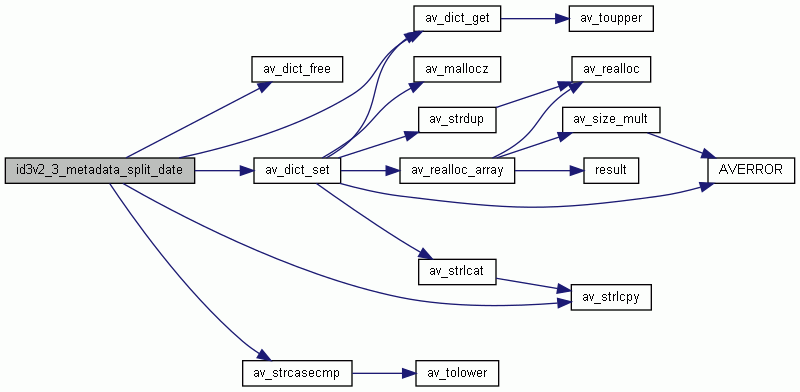 av_dict_get
av_toupper
av_dict_free
av_mallocz
av_realloc
av_strdup
av_size_mult
id3v2_3_metadata_split_date
av_dict_set
av_realloc_array
result
AVERROR
av_strlcat
av_strlcpy
av_strcasecmp
av_tolower